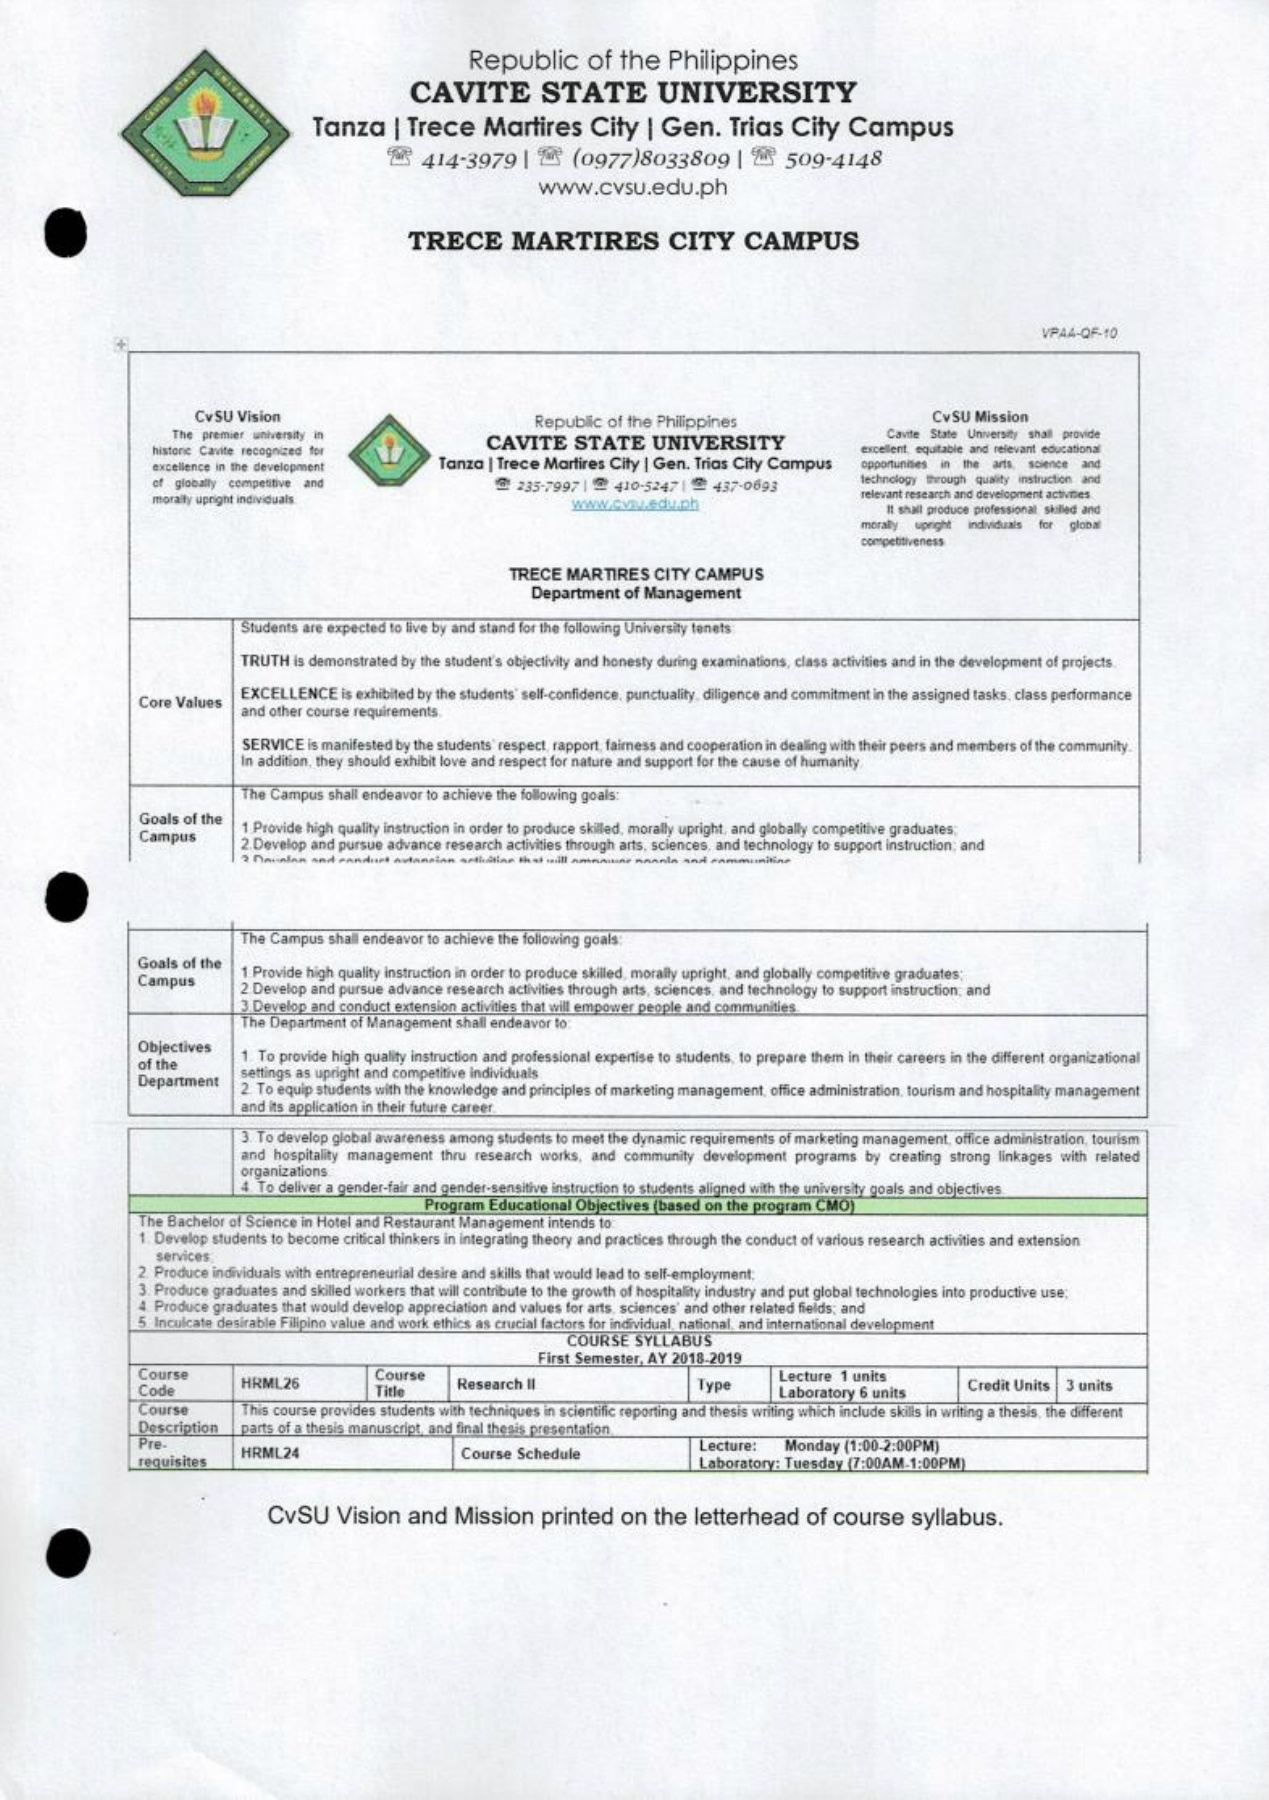 Republic of the Philippines
CAVITE STATE UNIVERSITY
Tanza | Trece Martires City | Gen. Trias City Campus
☏ 414-3979 | ☏ (0977)8033809 | ☏ 509-4148
www.cvsu.edu.ph
TRECE MARTIRES CITY CAMPUS
VPAA-QF-10
CvSU Vision
The premier university in
historic Cavite recognized for
excellence in the development
of globally competitive and
morally upright individuals.
Republic of the Philippines
CAVITE STATE UNIVERSITY
Tanza | Trece Martires City | Gen. Trias City Campus
☏ 235-7997 | ☏ 410-5247 | ☏ 437-0693
www.cvsu.edu.ph
CvSU Mission
Cavite State University shall provide
excellent, equitable and relevant educational
opportunities in the arts, science and
technology through quality instruction and
relevant research and development activities.
It shall produce professional, skilled and
morally upright individuals for global
competitiveness.
TRECE MARTIRES CITY CAMPUS
Department of Management
Core Values
Students are expected to live by and stand for the following University tenets:
TRUTH is demonstrated by the student's objectivity and honesty during examinations, class activities and in the development of projects.
EXCELLENCE is exhibited by the students' self-confidence, punctuality, diligence and commitment in the assigned tasks, class performance
and other course requirements.
SERVICE is manifested by the students' respect, rapport, fairness and cooperation in dealing with their peers and members of the community.
In addition, they should exhibit love and respect for nature and support for the cause of humanity.
Goals of the
Campus
The Campus shall endeavor to achieve the following goals:
1.Provide high quality instruction in order to produce skilled, morally upright, and globally competitive graduates;
2.Develop and pursue advance research activities through arts, sciences, and technology to support instruction; and
3.Develop and conduct extension activities that will empower people and communities.
Goals of the
Campus
The Campus shall endeavor to achieve the following goals:
1.Provide high quality instruction in order to produce skilled, morally upright, and globally competitive graduates;
2.Develop and pursue advance research activities through arts, sciences, and technology to support instruction; and
3.Develop and conduct extension activities that will empower people and communities.
Objectives
of the
Department
The Department of Management shall endeavor to:
1. To provide high quality instruction and professional expertise to students, to prepare them in their careers in the different organizational
settings as upright and competitive individuals
2. To equip students with the knowledge and principles of marketing management, office administration, tourism and hospitality management
and its application in their future career.
3. To develop global awareness among students to meet the dynamic requirements of marketing management, office administration, tourism
and hospitality management thru research works, and community development programs by creating strong linkages with related
organizations.
4. To deliver a gender-fair and gender-sensitive instruction to students aligned with the university goals and objectives.
Program Educational Objectives (based on the program CMO)
The Bachelor of Science in Hotel and Restaurant Management intends to:
1. Develop students to become critical thinkers in integrating theory and practices through the conduct of various research activities and extension
services;
2. Produce individuals with entrepreneurial desire and skills that would lead to self-employment;
3. Produce graduates and skilled workers that will contribute to the growth of hospitality industry and put global technologies into productive use;
4. Produce graduates that would develop appreciation and values for arts, sciences' and other related fields; and
5. Inculcate desirable Filipino value and work ethics as crucial factors for individual, national, and international development
COURSE SYLLABUS
First Semester, AY 2018-2019
Course
Code
HRML26
Course
Title
Research II
Type
Lecture 1 units
Laboratory 6 units
Credit Units
3 units
Course
Description
This course provides students with techniques in scientific reporting and thesis writing which include skills in writing a thesis, the different
parts of a thesis manuscript, and final thesis presentation.
Pre-
requisites
HRML24
Course Schedule
Lecture: Monday (1:00-2:00PM)
Laboratory: Tuesday (7:00AM-1:00PM)
CvSU Vision and Mission printed on the letterhead of course syllabus.